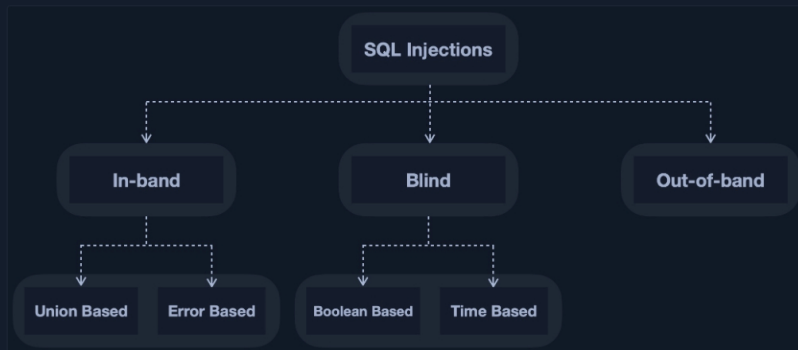 SQL Injections
In-band
Blind
Out-of-band
Union Based
Error Based
Boolean Based
Time Based